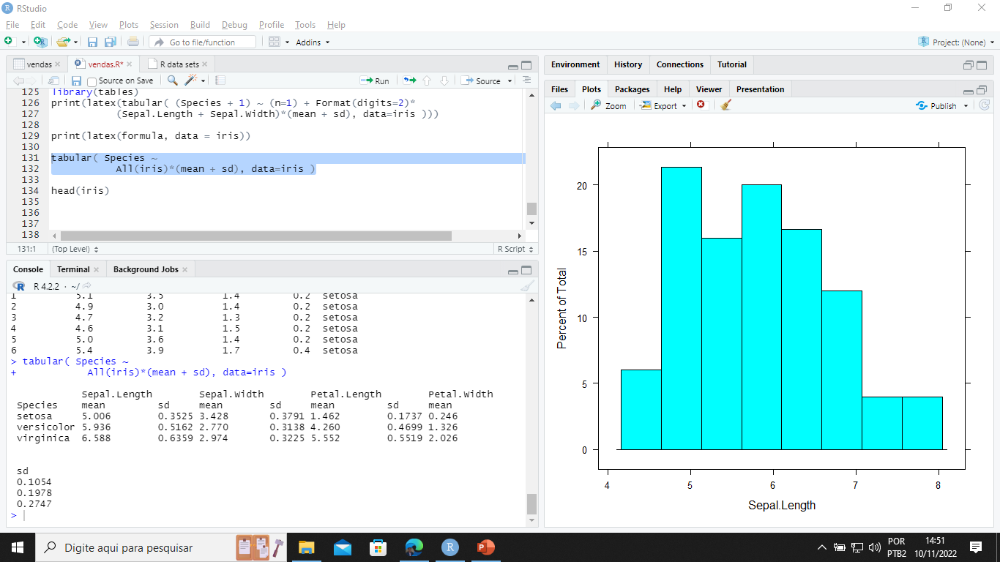 RStudio
File Edit Code View Plots Session Build Debug Profile Tools Help
Go to file/function Addins Project: (None)
vendas vendas.R* R data sets
Source on Save Run Source
125 library(tables)
126 print(latex(tabular( (Species + 1) ~ (n=1) + Format(digits=2)*
127 (Sepal.Length + Sepal.Width)*(mean + sd), data=iris )))
128
129 print(latex(formula, data = iris))
130
131 tabular( Species ~
132 All(iris)*(mean + sd), data=iris )
133
134 head(iris)
135
136
137
138
131:1 (Top Level) R Script
Console Terminal Background Jobs
R 4.2.2 · ~/
1 5.1 3.5 1.4 0.2 setosa
2 4.9 3.0 1.4 0.2 setosa
3 4.7 3.2 1.3 0.2 setosa
4 4.6 3.1 1.5 0.2 setosa
5 5.0 3.6 1.4 0.2 setosa
6 5.4 3.9 1.7 0.4 setosa
> tabular( Species ~
+ All(iris)*(mean + sd), data=iris )
Sepal.Length Sepal.Width Petal.Length Petal.Width
Species mean sd mean sd mean sd mean
setosa 5.006 0.3525 3.428 0.3791 1.462 0.1737 0.246
versicolor 5.936 0.5162 2.770 0.3138 4.260 0.4699 1.326
virginica 6.588 0.6359 2.974 0.3225 5.552 0.5519 2.026
sd
0.1054
0.1978
0.2747
>
Environment History Connections Tutorial
Files Plots Packages Help Viewer Presentation
Zoom Export Publish
20
15
10
5
0
Percent of Total
4 5 6 7 8
Sepal.Length
Digite aqui para pesquisar
POR 14:51
PTB2 10/11/2022